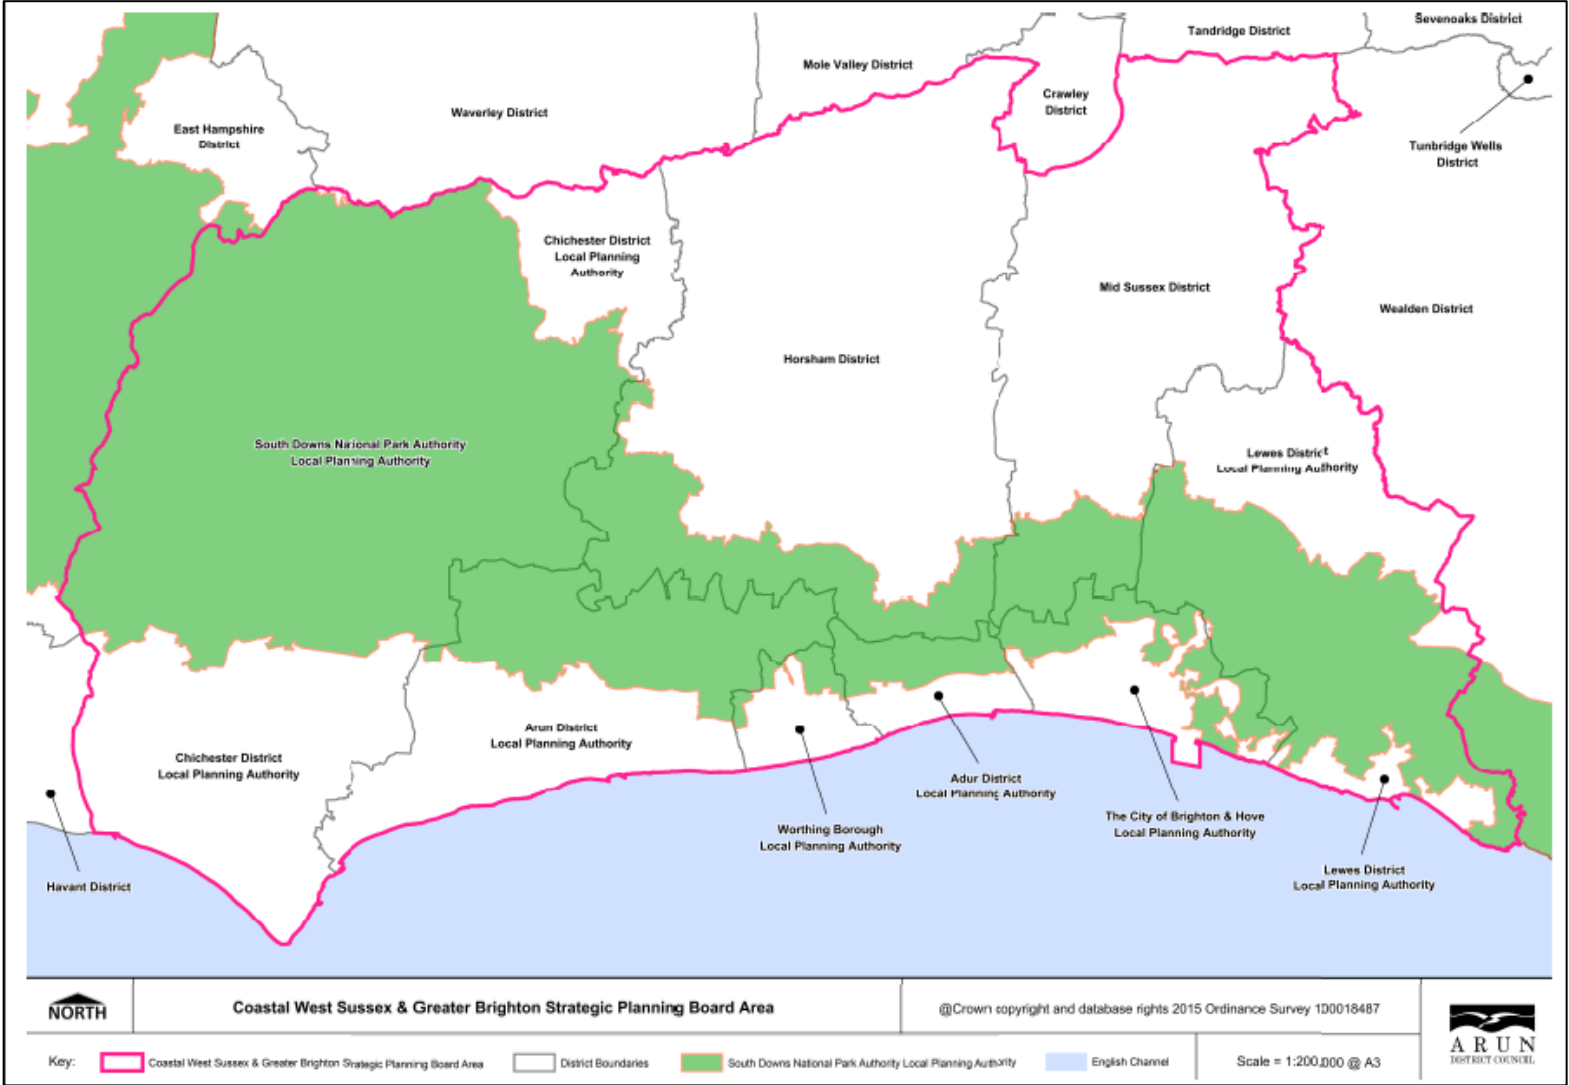 Sevenoaks District
Tandridge District
Mole Valley District
Crawley
District
Waverley District
East Hampshire
District
Tunbridge Wells
District
Chichester District
Local Planning
Authority
Mid Sussex District
Wealden District
Horsham District
South Downs National Park Authority
Local Planning Authority
Lewes District
Local Planning Authority
Arun District
Local Planning Authority
Chichester District
Local Planning Authority
Adur District
Local Planning Authority
The City of Brighton & Hove
Local Planning Authority
Worthing Borough
Local Planning Authority
Lewes District
Local Planning Authority
Havant District
NORTH
Coastal West Sussex & Greater Brighton Strategic Planning Board Area
@Crown copyright and database rights 2015 Ordinance Survey 100018487
Key:
Coastal West Sussex & Greater Brighton Strategic Planning Board Area
District Boundaries
South Downs National Park Authority Local Planning Authority
English Channel
Scale = 1:200,000 @ A3
ARUN
DISTRICT COUNCIL